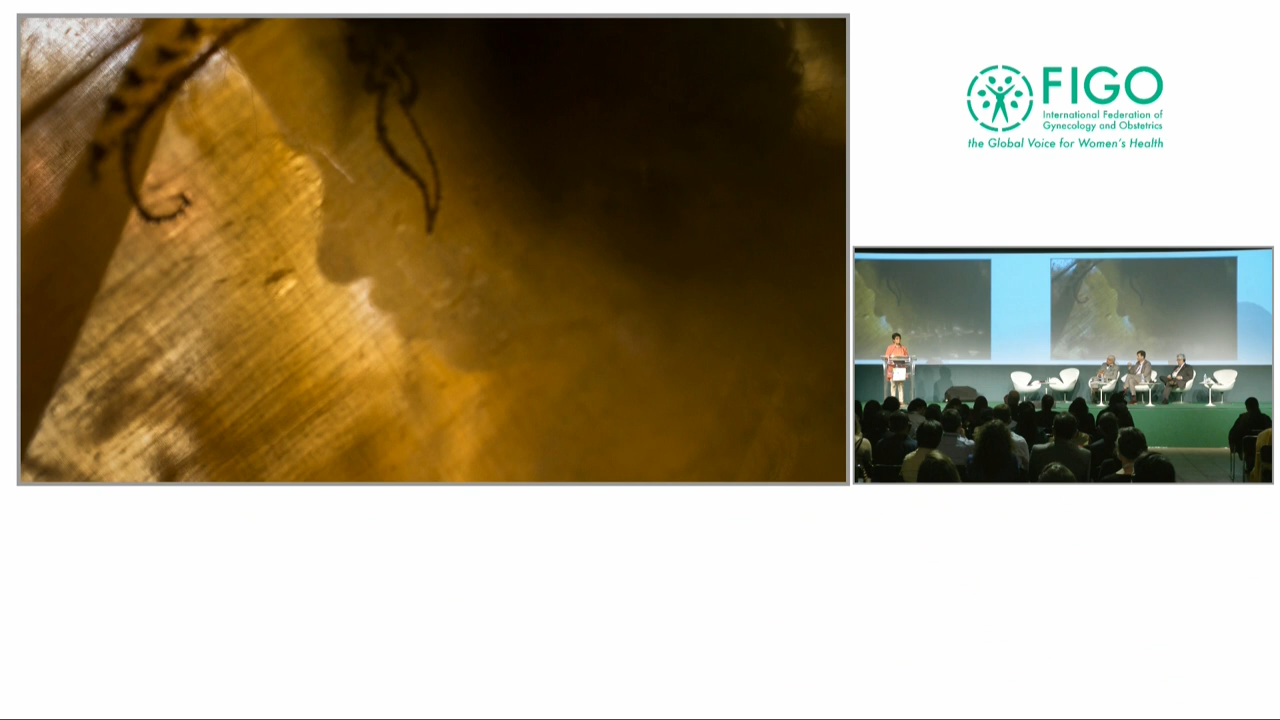 FIGO
International Federation of
Gynecology and Obstetrics
the Global Voice for Women's Health